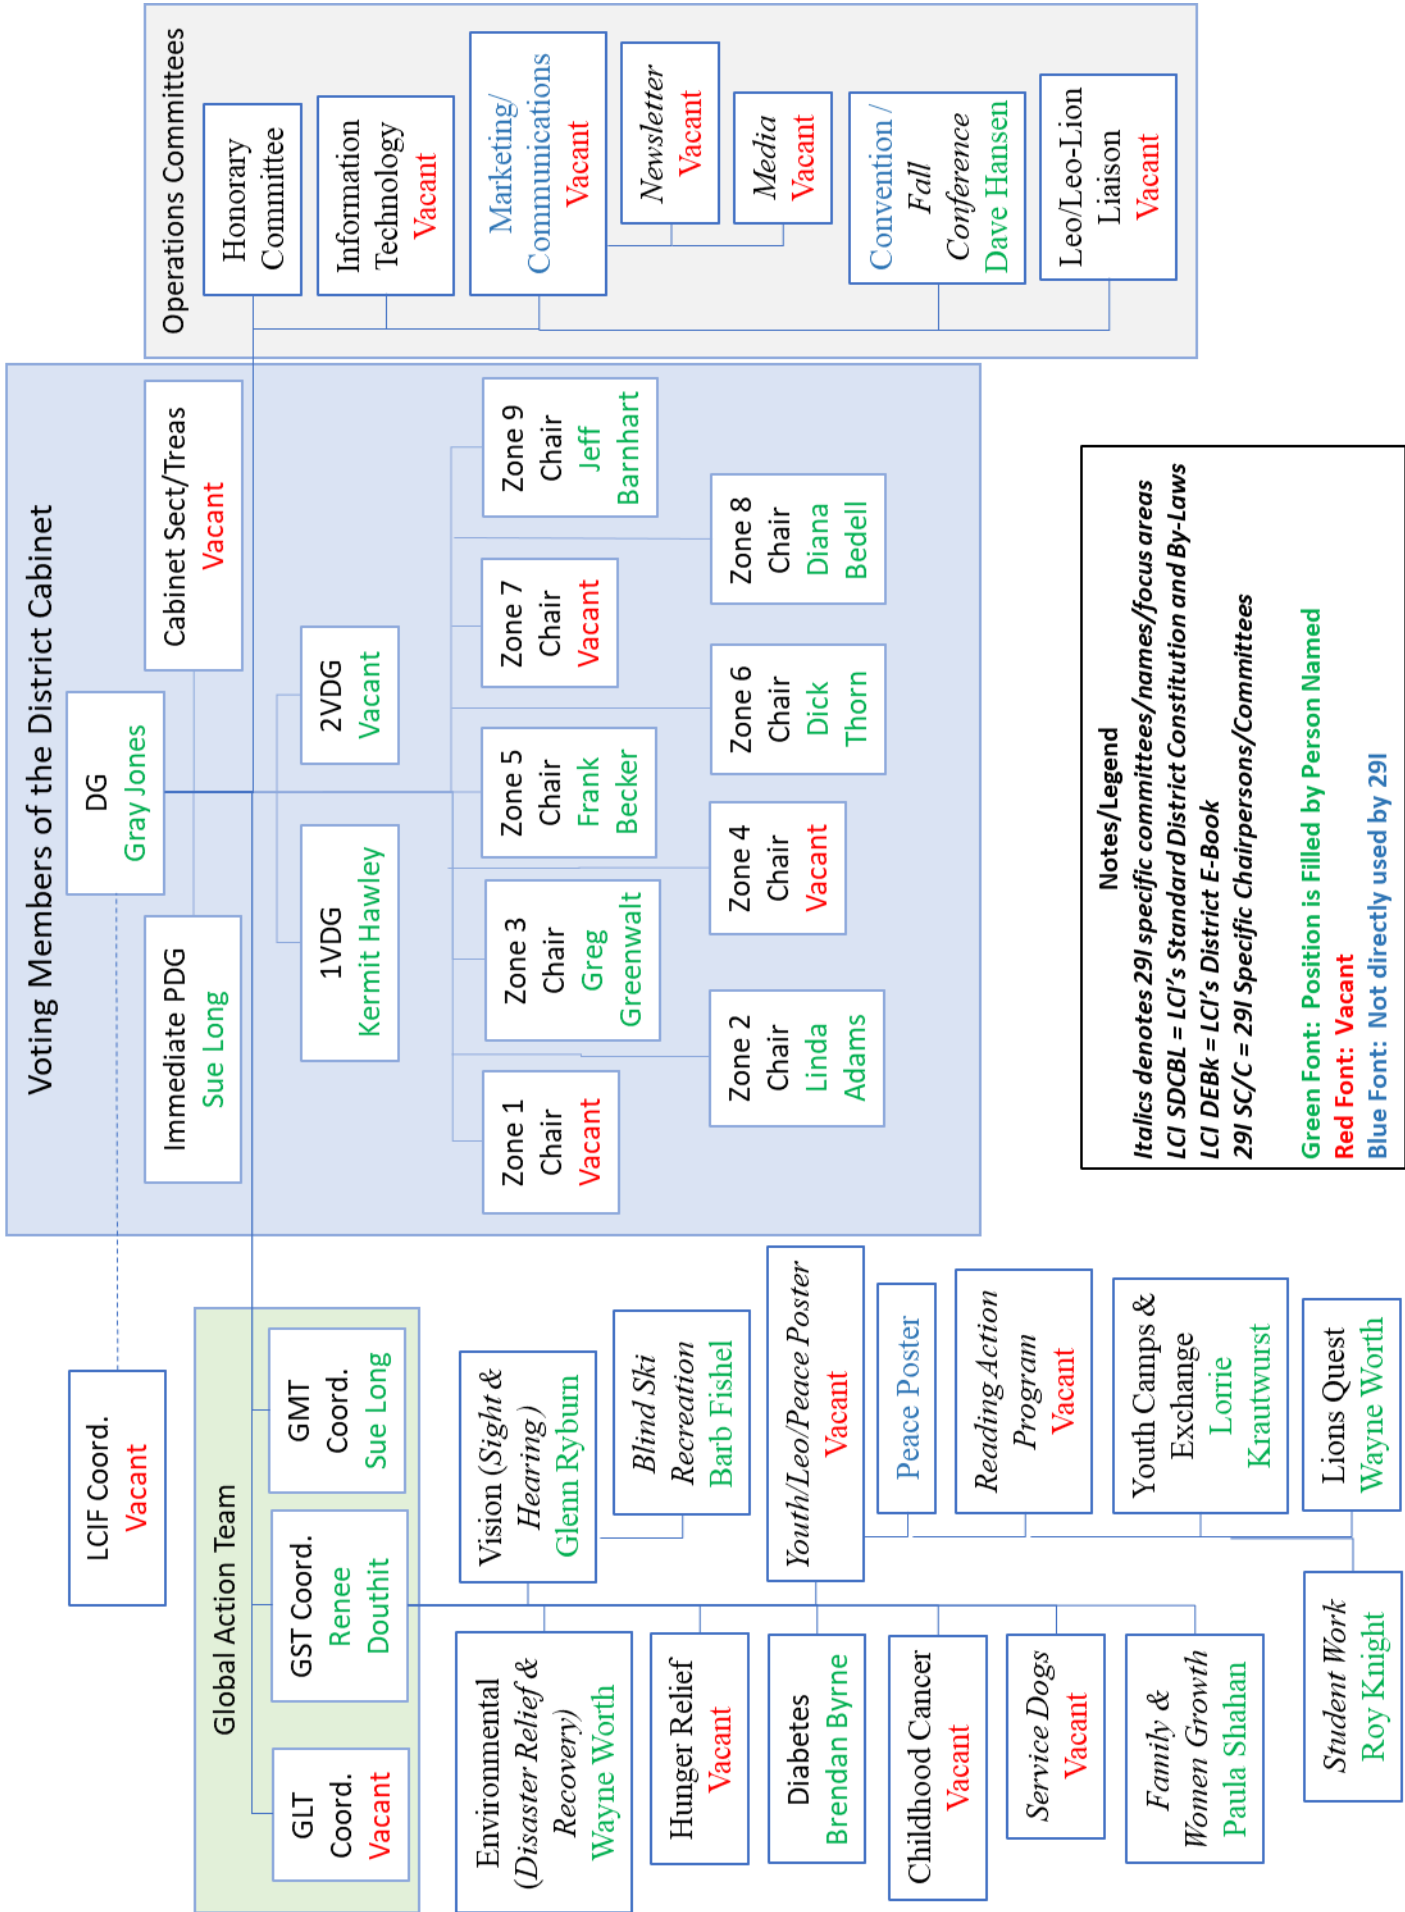 LCIF Coord.
Vacant
Global Action Team
GLT
Coord.
Vacant
GST Coord.
Renee
Douthit
GMT
Coord.
Sue Long
Environmental
(Disaster Relief &
Recovery)
Wayne Worth
Hunger Relief
Vacant
Diabetes
Brendan Byrne
Childhood Cancer
Vacant
Service Dogs
Vacant
Family &
Women Growth
Paula Shahan
Vision (Sight &
Hearing)
Glenn Ryburn
Blind Ski
Recreation
Barb Fishel
Youth/Leo/Peace Poster
Vacant
Peace Poster
Reading Action
Program
Vacant
Youth Camps &
Exchange
Lorrie
Krautwurst
Lions Quest
Wayne Worth
Student Work
Roy Knight
Voting Members of the District Cabinet
DG
Gray Jones
Immediate PDG
Sue Long
Cabinet Sect/Treas
Vacant
1VDG
Kermit Hawley
2VDG
Vacant
Zone 1
Chair
Vacant
Zone 3
Chair
Greg
Greenwalt
Zone 5
Chair
Frank
Becker
Zone 7
Chair
Vacant
Zone 9
Chair
Jeff
Barnhart
Zone 2
Chair
Linda
Adams
Zone 4
Chair
Vacant
Zone 6
Chair
Dick
Thorn
Zone 8
Chair
Diana
Bedell
Notes/Legend
Italics denotes 29I specific committees/names/focus areas
LCI SDCBL = LCI’s Standard District Constitution and By-Laws
LCI DEBk = LCI’s District E-Book
29I SC/C = 29I Specific Chairpersons/Committees
Green Font: Position is Filled by Person Named
Red Font: Vacant
Blue Font: Not directly used by 29I
Operations Committees
Honorary
Committee
Information
Technology
Vacant
Marketing/
Communications
Vacant
Newsletter
Vacant
Media
Vacant
Convention /
Fall
Conference
Dave Hansen
Leo/Leo-Lion
Liaison
Vacant